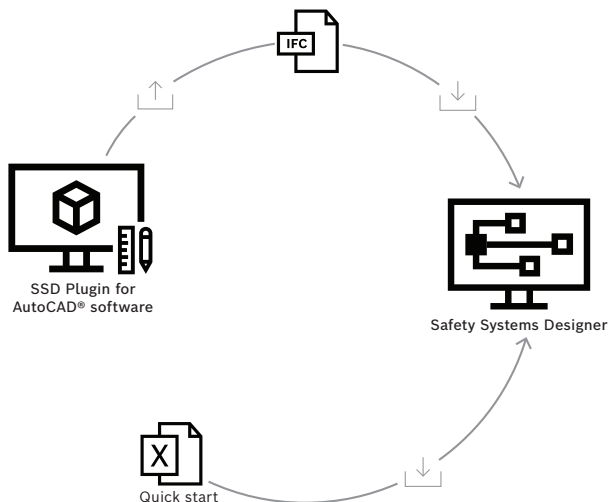 IFC
SSD Plugin for
AutoCAD® software
Safety Systems Designer
X
Quick start